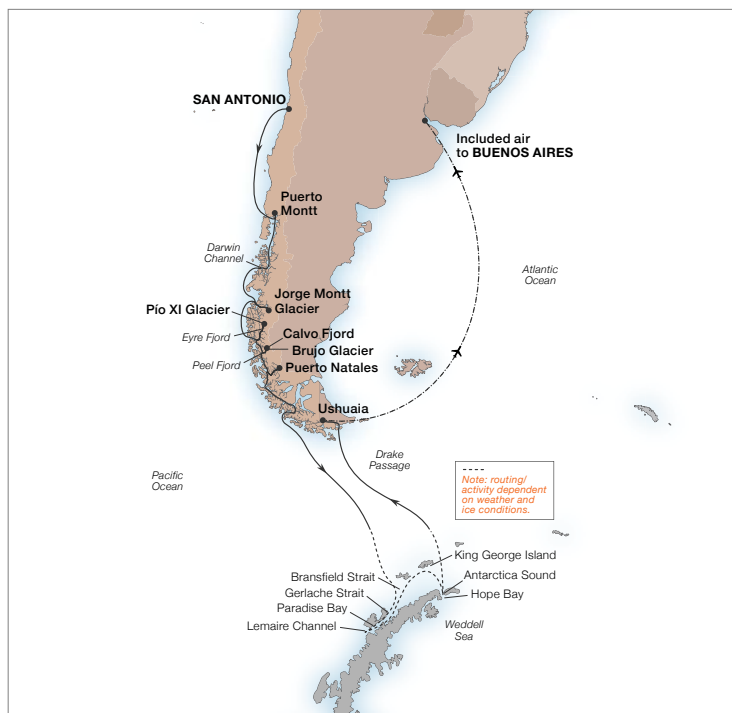 SAN ANTONIO
Included air
to BUENOS AIRES
Puerto
Montt
Darwin
Channel
Atlantic
Ocean
Jorge Montt
Glacier
Pío XI Glacier
Eyre Fjord
Calvo Fjord
Brujo Glacier
Peel Fjord
Puerto Natales
Ushuaia
Drake
Passage
Pacific
Ocean
Note: routing/
activity dependent
on weather and
ice conditions.
King George Island
Bransfield Strait
Antarctica Sound
Gerlache Strait
Hope Bay
Paradise Bay
Lemaire Channel
Weddell
Sea